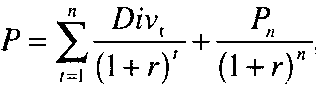 P = \sum_{t=1}^{n} \frac{Div_t}{(1+r)^t} + \frac{P_n}{(1+r)^n},